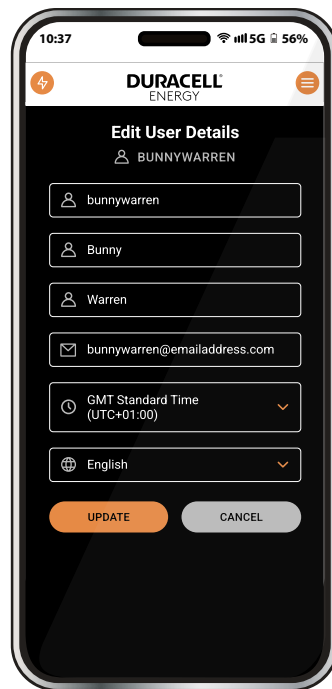 10:37 5G 56%
DURACELL®
ENERGY
Edit User Details
BUNNYWARREN
bunnywarren
Bunny
Warren
bunnywarren@emailaddress.com
GMT Standard Time
(UTC+01:00)
English
UPDATE CANCEL